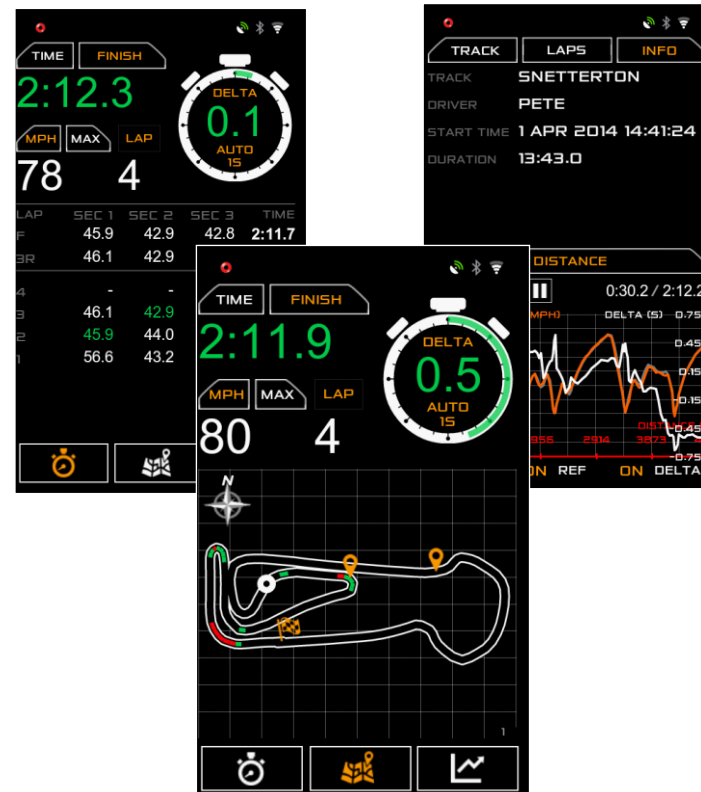 TIME FINISH
2:12.3
DELTA
0.1
AUTO
1S
MPH MAX LAP
78 4
LAP SEC 1 SEC 2 SEC 3 TIME
F 45.9 42.9 42.8 2:11.7
3R 46.1 42.9
4 - -
3 46.1 42.9
2 45.9 44.0
1 56.6 43.2
TIME FINISH
2:11.9
DELTA
0.5
AUTO
1S
MPH MAX LAP
80 4
N
1
TRACK LAPS INFO
TRACK SNETTERTON
DRIVER PETE
START TIME 1 APR 2014 14:41:24
DURATION 13:43.0
DISTANCE
0:30.2 / 2:12.2
MPH) DELTA (S) 0.75
0.45
0.15
-0.15
-0.45
2914 3873
-0.75
ON REF ON DELTA